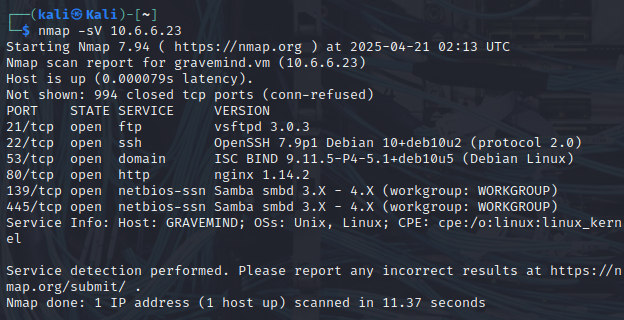 ┌──(kali㉿Kali)-[~]
└─$ nmap -sV 10.6.6.23
Starting Nmap 7.94 ( https://nmap.org ) at 2025-04-21 02:13 UTC
Nmap scan report for gravemind.vm (10.6.6.23)
Host is up (0.000079s latency).
Not shown: 994 closed tcp ports (conn-refused)
PORT    STATE SERVICE     VERSION
21/tcp  open  ftp         vsftpd 3.0.3
22/tcp  open  ssh         OpenSSH 7.9p1 Debian 10+deb10u2 (protocol 2.0)
53/tcp  open  domain      ISC BIND 9.11.5-P4-5.1+deb10u5 (Debian Linux)
80/tcp  open  http        nginx 1.14.2
139/tcp open  netbios-ssn Samba smbd 3.X - 4.X (workgroup: WORKGROUP)
445/tcp open  netbios-ssn Samba smbd 3.X - 4.X (workgroup: WORKGROUP)
Service Info: Host: GRAVEMIND; OSs: Unix, Linux; CPE: cpe:/o:linux:linux_kern
el

Service detection performed. Please report any incorrect results at https://n
map.org/submit/ .
Nmap done: 1 IP address (1 host up) scanned in 11.37 seconds